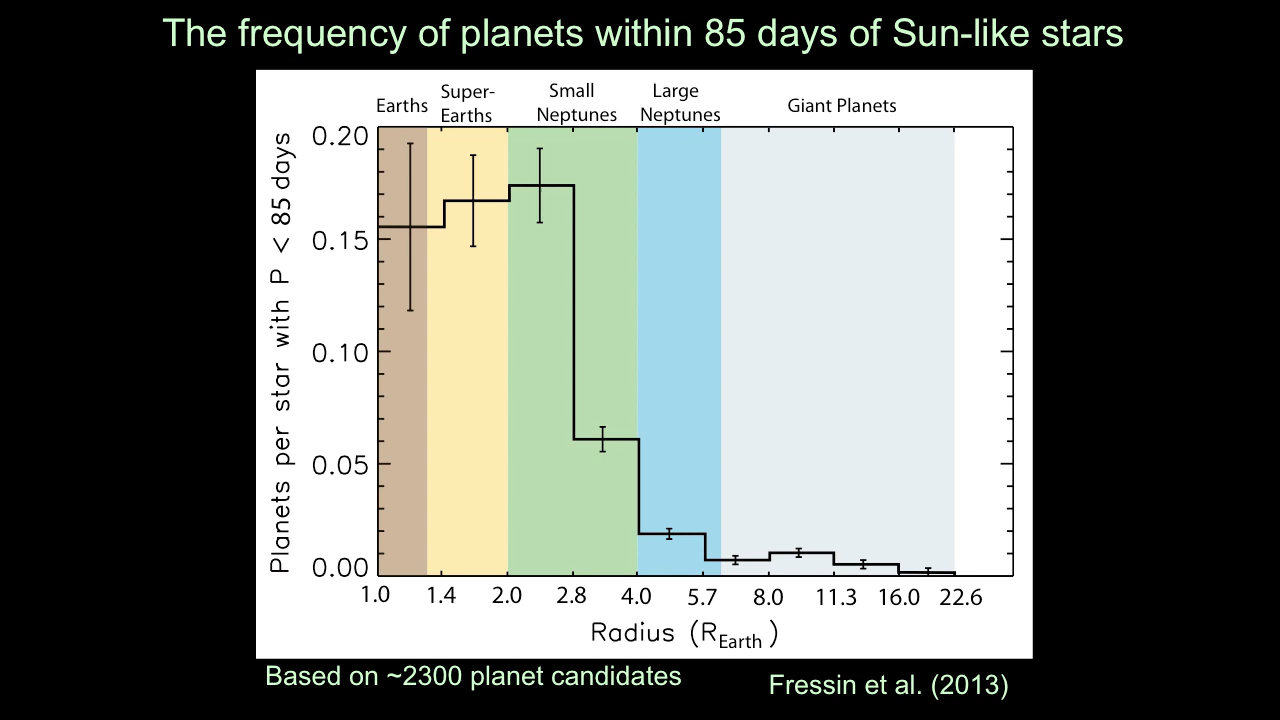 The frequency of planets within 85 days of Sun-like stars
Earths
Super-
Earths
Small
Neptunes
Large
Neptunes
Giant Planets
Planets per star with P < 85 days
0.20
0.15
0.10
0.05
0.00
1.0 1.4 2.0 2.8 4.0 5.7 8.0 11.3 16.0 22.6
Radius (REarth )
Based on ~2300 planet candidates
Fressin et al. (2013)